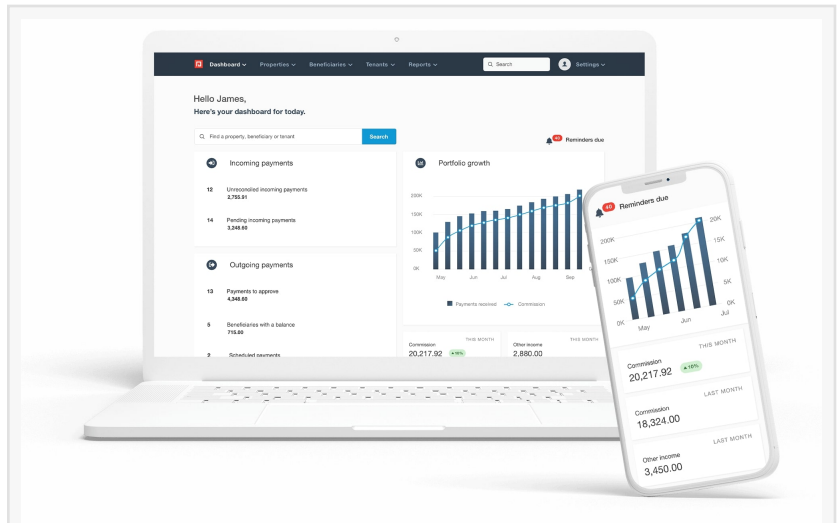 Dashboard
Properties
Beneficiaries
Tenants
Reports
Search
Settings
Hello James,
Here's your dashboard for today.
Find a property, beneficiary or tenant
Search
Reminders due
Incoming payments
12 Unreconciled incoming payments
2,755.91
14 Pending incoming payments
3,248.60
Outgoing payments
13 Payments to approve
4,348.60
5 Beneficiaries with a balance
715.00
2 Scheduled payments
Portfolio growth
200K
150K
100K
50K
0K
May Jun Jul Aug Sep
Payments received Commission
THIS MONTH
Commission
20,217.92 10%
THIS MONTH
Other income
2,880.00
Reminders due
200K
150K
100K
50K
0K
20K
15K
10K
5K
0K
May Jun Jul
THIS MONTH
Commission
20,217.92 10%
LAST MONTH
Commission
18,324.00
LAST MONTH
Other income
3,450.00